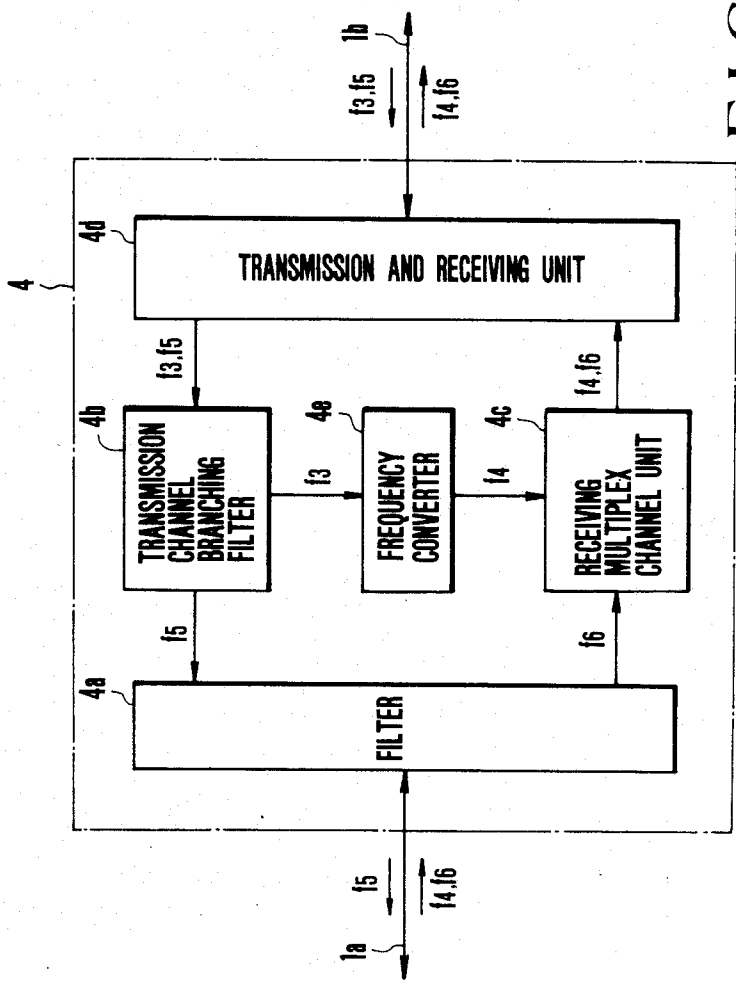 4
4a
4b
4d
f5
f3,f5
TRANSMISSION
CHANNEL
BRANCHING
FILTER
1a
f5
f4,f6
FILTER
f3
4e
FREQUENCY
CONVERTER
TRANSMISSION AND RECEIVING UNIT
f3,f5
f4,f6
1b
f4
4c
f6
RECEIVING
MULTIPLEX
CHANNEL UNIT
f4,f6